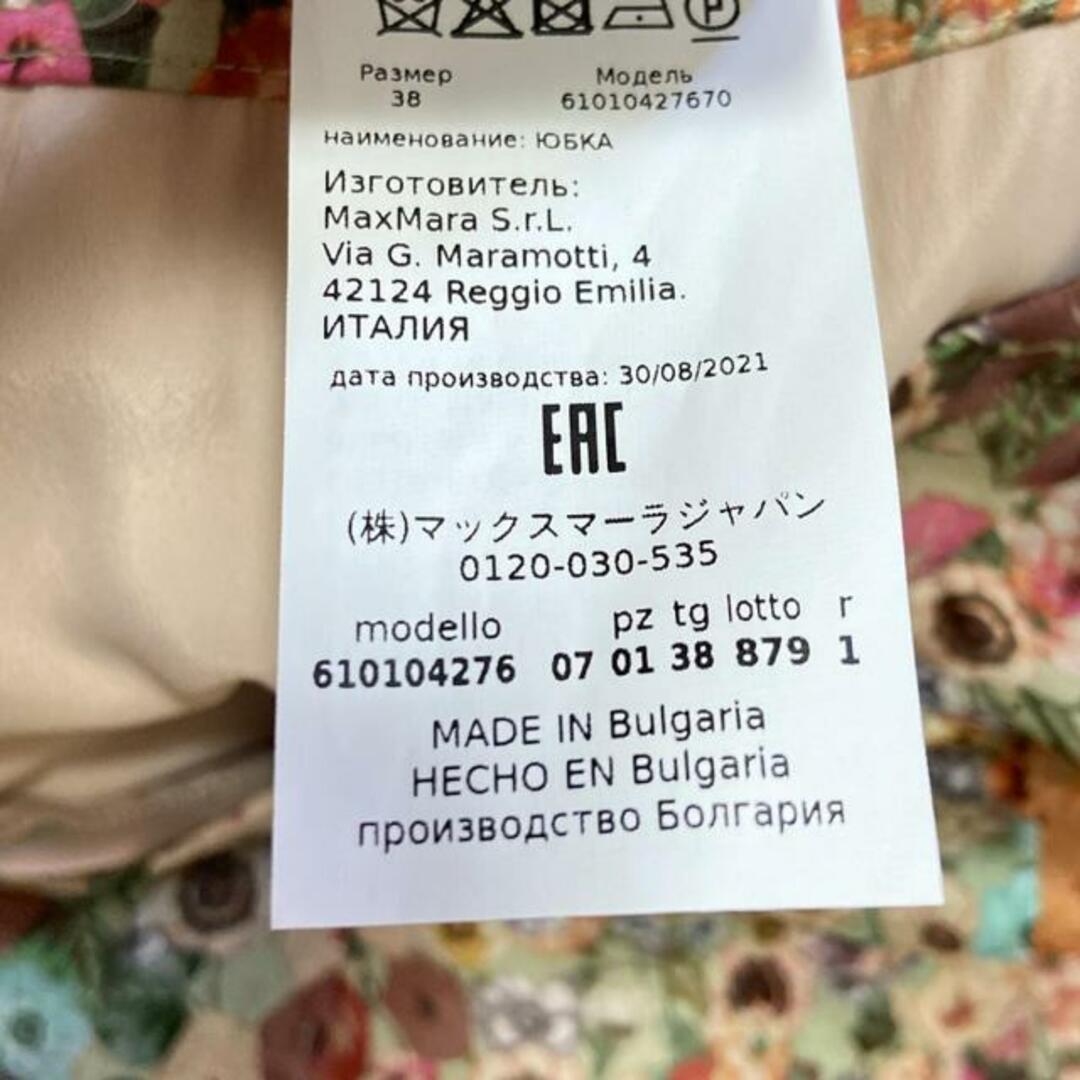 P
Размер Модель
38 61010427670
наименование: ЮБКА
Изготовитель:
MaxMara S.r.L.
Via G. Maramotti, 4
42124 Reggio Emilia.
ИТАЛИЯ
дата производства: 30/08/2021
EAC
(株)マックスマーラジャパン
0120-030-535
modello pz tg lotto r
610104276 07 01 38 879 1
MADE IN Bulgaria
HECHO EN Bulgaria
производство Болгария